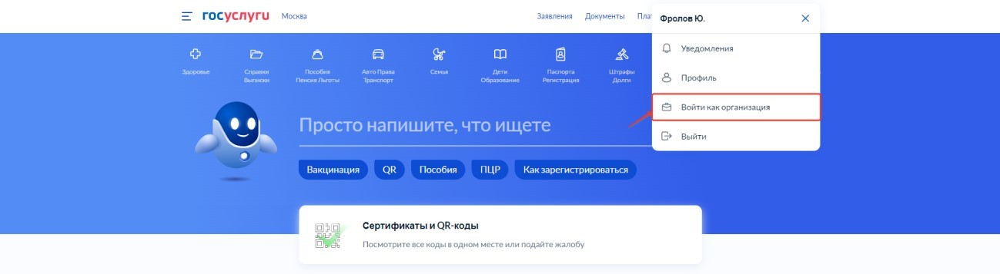 госуслуги Москва Заявления Документы
Фролов Ю.
Уведомления
Профиль
Войти как организация
Выйти
Здоровье
Справки
Выписки
Пособия
Пенсия Льготы
Авто Права
Транспорт
Семья
Дети
Образование
Паспорта
Регистрация
Штрафы
Долги
Просто напишите, что ищете
Вакцинация QR Пособия ПЦР Как зарегистрироваться
Сертификаты и QR-коды
Посмотрите все коды в одном месте или подайте жалобу